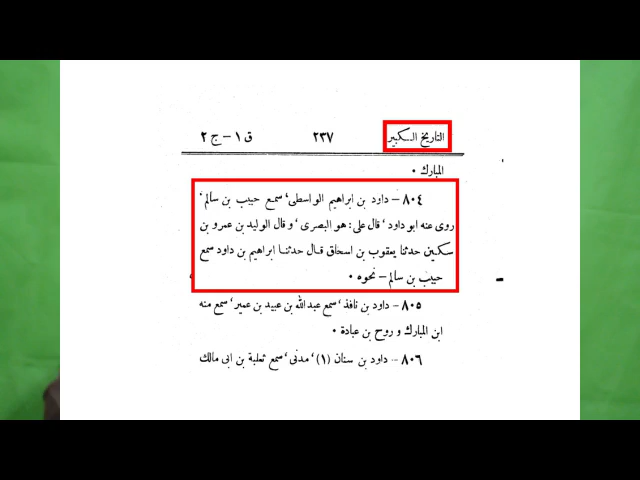 التاريخ الكبير ٢٣٧ ق ١ - ج ٢
المبارك •
٨٠٤ - داود بن ابراهيم الواسطى، سمع حبيب بن سالم،
روى عنه ابو داود، قال على: هو البصرى، و قال الوليد بن عمرو بن
سكين حدثنا يعقوب بن اسحاق قال حدثنا ابراهيم بن داود سمع
حبيب بن سالم - نحوه •
٨٠٥ - داود بن نافذ، سمع عبد الله بن عبيد بن عمير، سمع منه
ابن المبارك و روح بن عبادة •
٨٠٦ - داود بن سنان (١)، مدنى، سمع ثعلبة بن ابى مالك